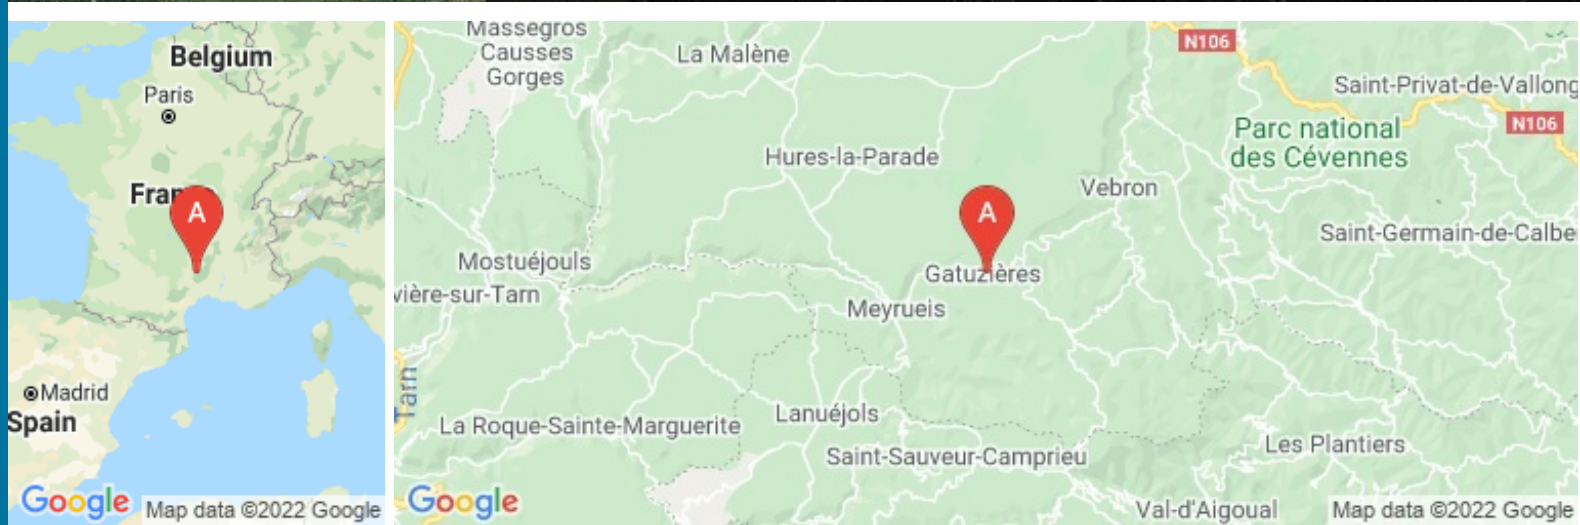 Belgium
Paris
France
A
Madrid
Spain
Google
Map data ©2022 Google
Massegros
Causses
Gorges
La Malène
N106
Saint-Privat-de-Vallong
N106
Parc national
des Cévennes
Hures-la-Parade
Vebron
A
Saint-Germain-de-Calbe
Mostuéjouls
Gatuzières
vière-sur-Tarn
Meyrueis
Tarn
La Roque-Sainte-Marguerite
Lanuéjols
Les Plantiers
Saint-Sauveur-Camprieu
Val-d'Aigoual
Google
Map data ©2022 Google